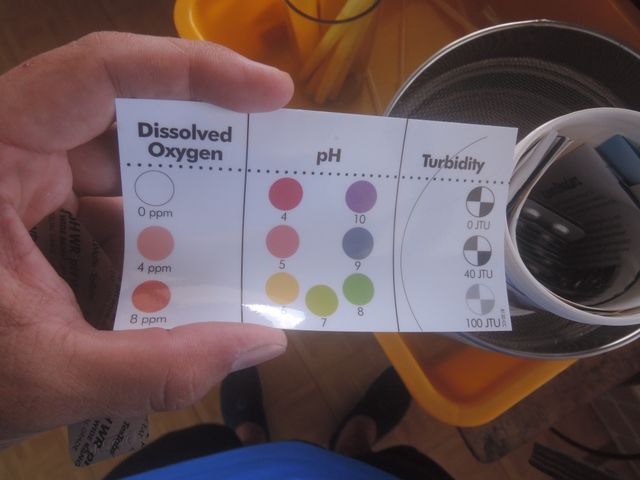 Dissolved
Oxygen
0 ppm
4 ppm
8 ppm
pH
4
10
5
9
6
8
7
Turbidity
0 JTU
40 JTU
100 JTU